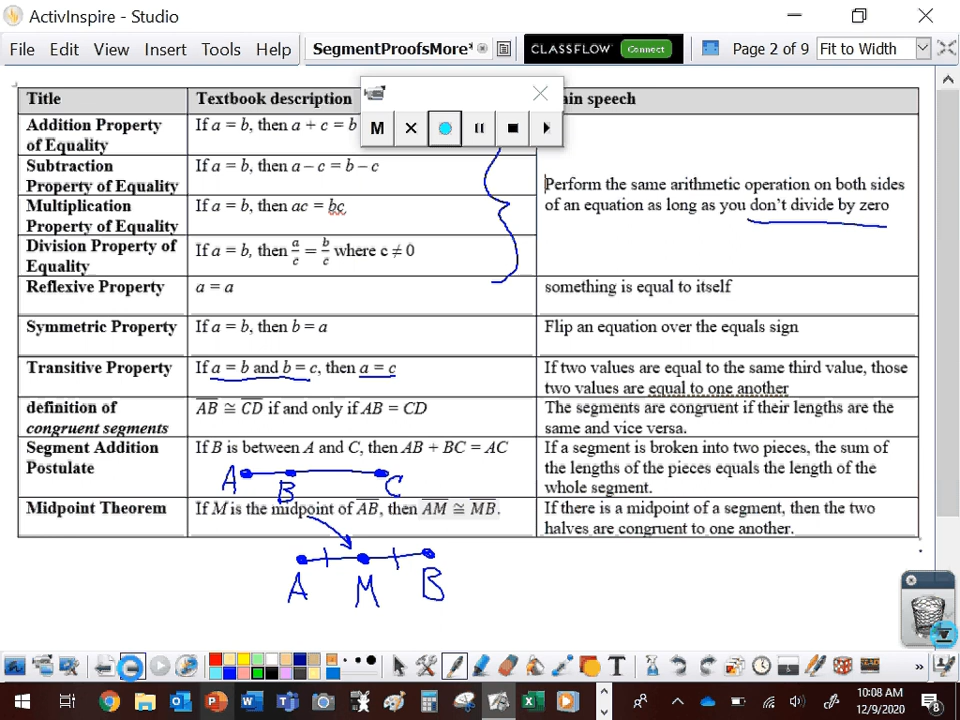 ActivInspire - Studio
File Edit View Insert Tools Help SegmentProofsMore* CLASSFLOW Connect Page 2 of 9 Fit to Width
Title Textbook description ain speech
Addition Property If a = b, then a + c = b
of Equality
Subtraction If a = b, then a – c = b – c
Property of Equality
Perform the same arithmetic operation on both sides
of an equation as long as you don't divide by zero
Multiplication If a = b, then ac = bc
Property of Equality
Division Property of If a = b, then a/c = b/c where c ≠ 0
Equality
Reflexive Property a = a something is equal to itself
Symmetric Property If a = b, then b = a Flip an equation over the equals sign
Transitive Property If a = b and b = c, then a = c If two values are equal to the same third value, those
two values are equal to one another
definition of AB ≅ CD if and only if AB = CD The segments are congruent if their lengths are the
congruent segments same and vice versa.
Segment Addition If B is between A and C, then AB + BC = AC If a segment is broken into two pieces, the sum of
Postulate the lengths of the pieces equals the length of the
whole segment.
A B C
Midpoint Theorem If M is the midpoint of AB, then AM ≅ MB. If there is a midpoint of a segment, then the two
halves are congruent to one another.
A M B
10:08 AM
12/9/2020
8